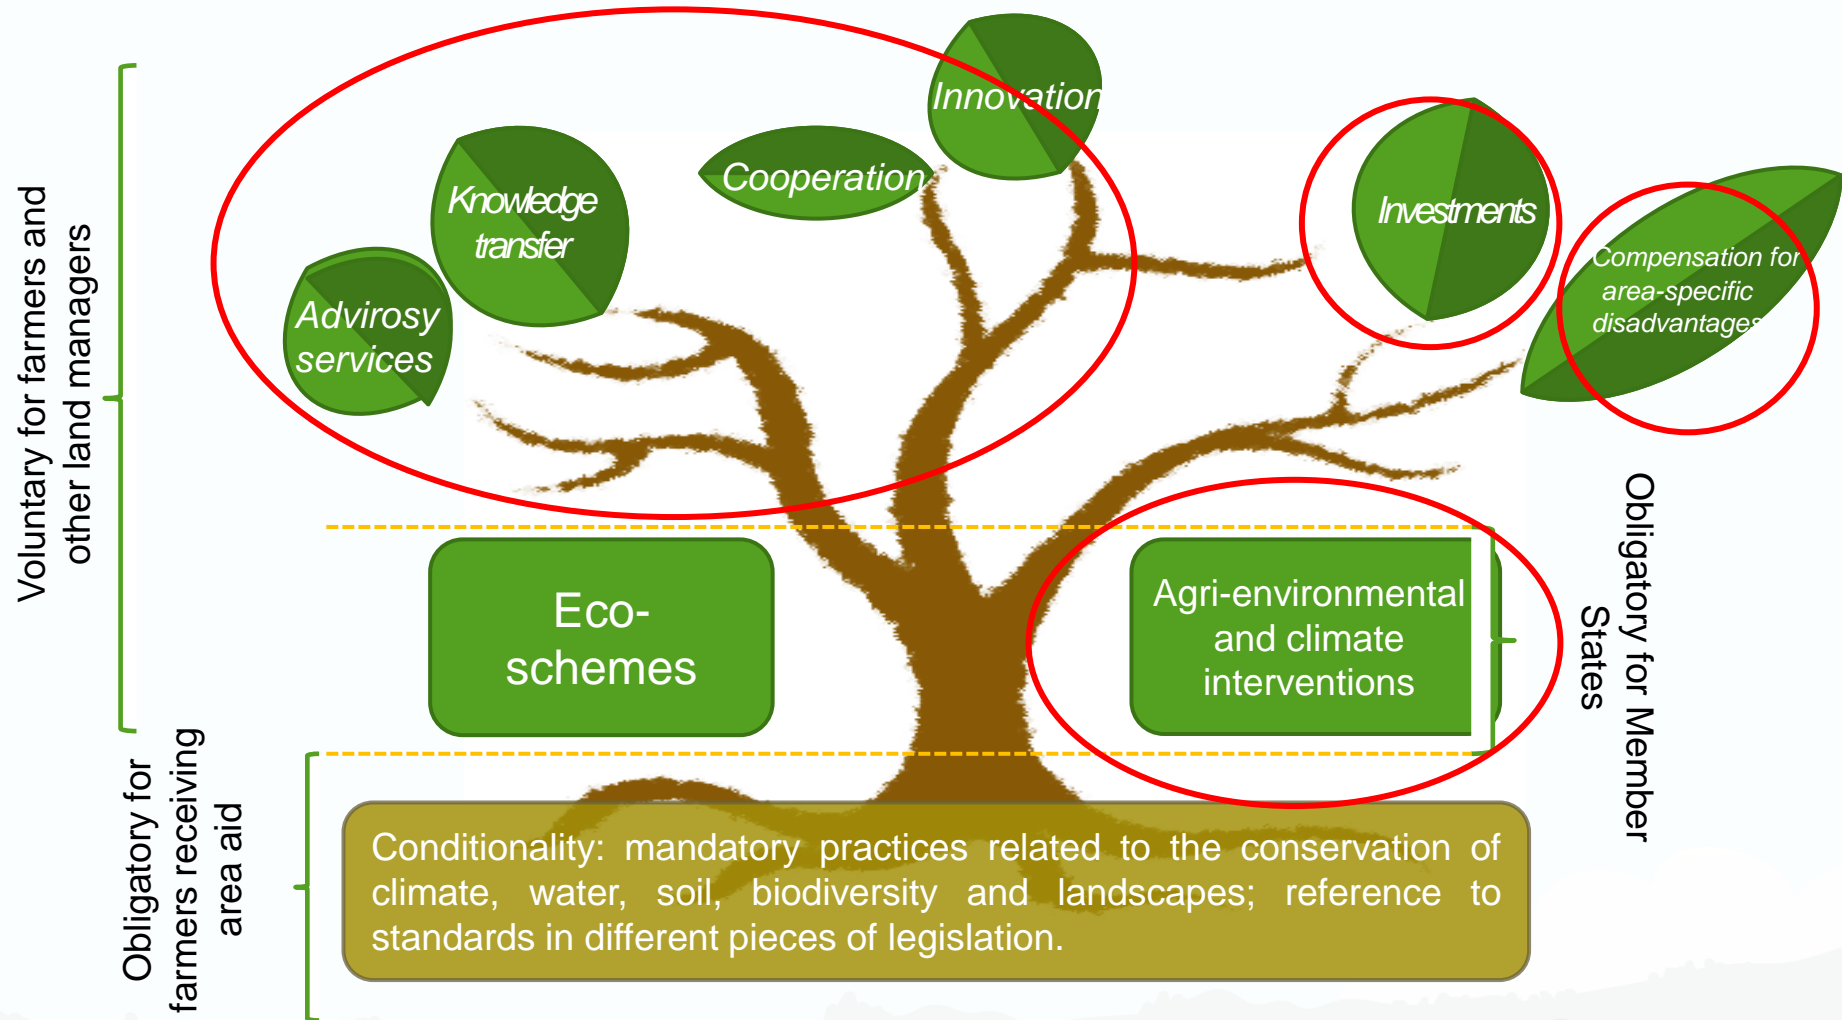 Innovation
Cooperation
Knowledge
transfer
Advirosy
services
Investments
Compensation for
area-specific
disadvantages
Voluntary for farmers and
other land managers
Eco-
schemes
Agri-environmental
and climate
interventions
Obligatory for Member
States
Obligatory for
farmers receiving
area aid
Conditionality: mandatory practices related to the conservation of
climate, water, soil, biodiversity and landscapes; reference to
standards in different pieces of legislation.